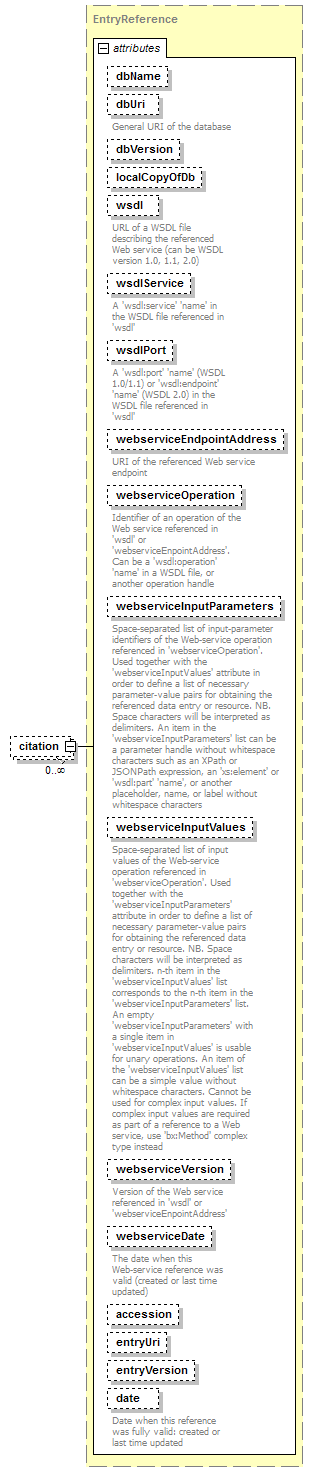 EntryReference
attributes
dbName
dbUri
General URI of the database
dbVersion
localCopyOfDb
wsdl
URL of a WSDL file
describing the referenced
Web service (can be WSDL
version 1.0, 1.1, 2.0)
wsdlService
A 'wsdl:service' 'name' in
the WSDL file referenced in
'wsdl'
wsdlPort
A 'wsdl:port' 'name' (WSDL
1.0/1.1) or 'wsdl:endpoint'
'name' (WSDL 2.0) in the
WSDL file referenced in
'wsdl'
webserviceEndpointAddress
URI of the referenced Web service
endpoint
webserviceOperation
Identifier of an operation of the
Web service referenced in
'wsdl' or
'webserviceEnpointAddress'.
Can be a 'wsdl:operation'
'name' in a WSDL file, or
another operation handle
webserviceInputParameters
Space-separated list of input-parameter
identifiers of the Web-service operation
referenced in 'webserviceOperation'.
Used together with the
'webserviceInputValues' attribute in
order to define a list of necessary
parameter-value pairs for obtaining the
referenced data entry or resource. NB.
Space characters will be interpreted as
delimiters. An item in the
'webserviceInputParameters' list can be
a parameter handle without whitespace
characters such as an XPath or
JSONPath expression, an 'xs:element' or
'wsdl:part' 'name', or another
placeholder, name, or label without
whitespace characters
citation
0..∞
webserviceInputValues
Space-separated list of input
values of the Web-service
operation referenced in
'webserviceOperation'. Used
together with the
'webserviceInputParameters'
attribute in order to define a list of
necessary parameter-value pairs
for obtaining the referenced data
entry or resource. NB. Space
characters will be interpreted as
delimiters. n-th item in the
'webserviceInputValues' list
corresponds to the n-th item in the
'webserviceInputParameters' list.
An empty
'webserviceInputParameters' with
a single item in
'webserviceInputValues' is usable
for unary operations. An item of
the 'webserviceInputValues' list
can be a simple value without
whitespace characters. Cannot be
used for complex input values. If
complex input values are required
as part of a reference to a Web
service, use 'bx:Method' complex
type instead
webserviceVersion
Version of the Web service
referenced in 'wsdl' or
'webserviceEnpointAddress'
webserviceDate
The date when this
Web-service reference was
valid (created or last time
updated)
accession
entryUri
entryVersion
date
Date when this reference
was fully valid: created or
last time updated